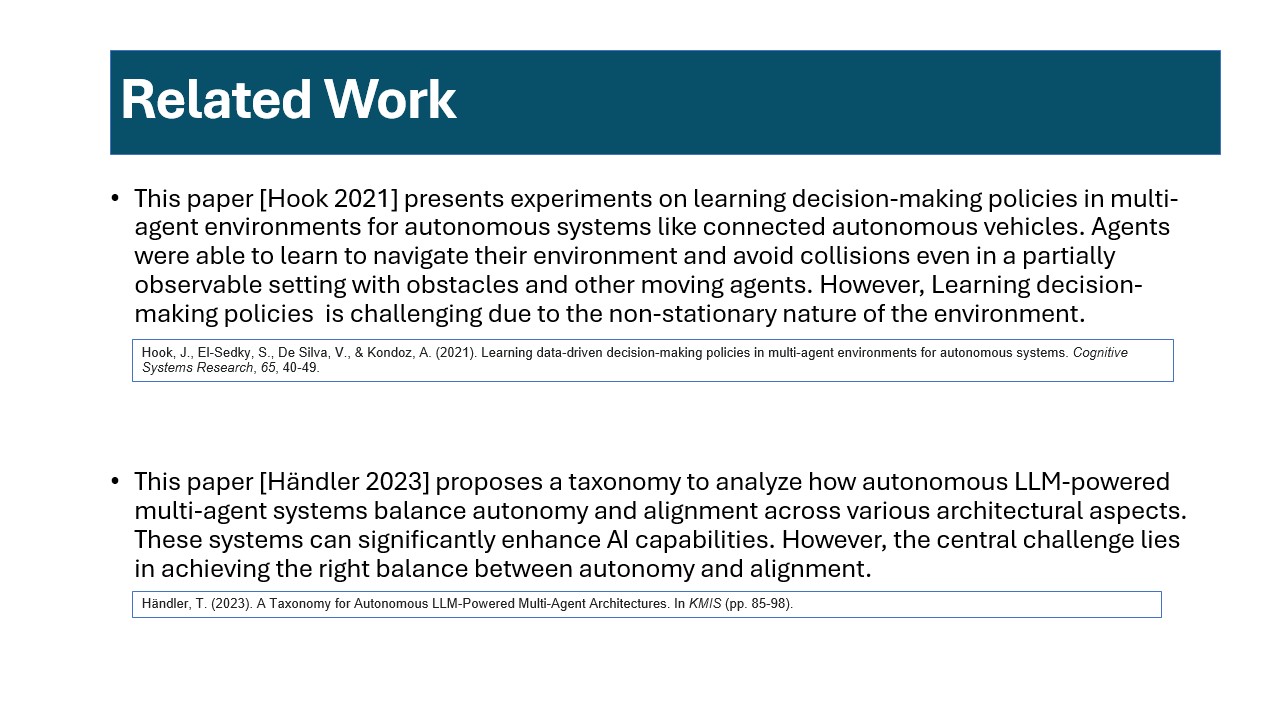 Related Work
• This paper [Hook 2021] presents experiments on learning decision-making policies in multi-
agent environments for autonomous systems like connected autonomous vehicles. Agents
were able to learn to navigate their environment and avoid collisions even in a partially
observable setting with obstacles and other moving agents. However, Learning decision-
making policies  is challenging due to the non-stationary nature of the environment.
Hook, J., El-Sedky, S., De Silva, V., & Kondoz, A. (2021). Learning data-driven decision-making policies in multi-agent environments for autonomous systems. Cognitive
Systems Research, 65, 40-49.
• This paper [Händler 2023] proposes a taxonomy to analyze how autonomous LLM-powered
multi-agent systems balance autonomy and alignment across various architectural aspects.
These systems can significantly enhance AI capabilities. However, the central challenge lies
in achieving the right balance between autonomy and alignment.
Händler, T. (2023). A Taxonomy for Autonomous LLM-Powered Multi-Agent Architectures. In KMIS (pp. 85-98).